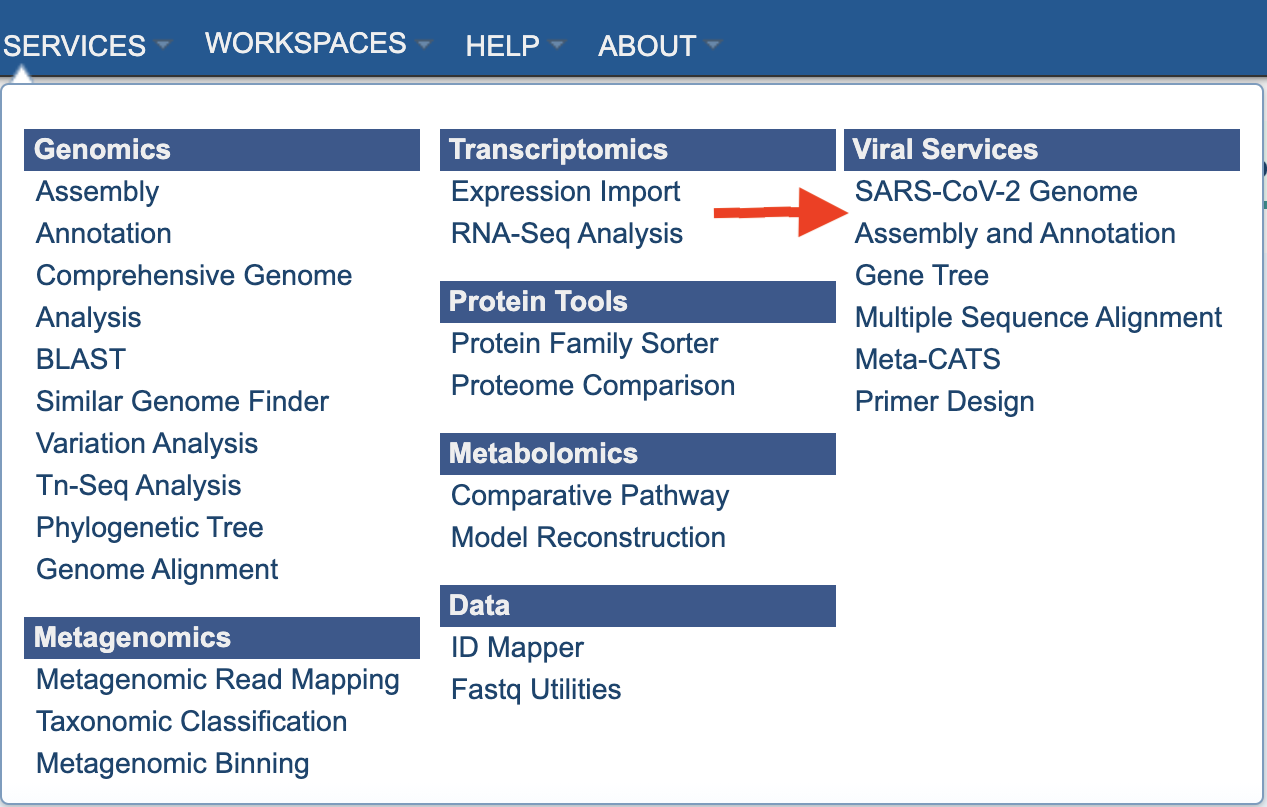 SERVICES WORKSPACES HELP ABOUT
Genomics
Assembly
Annotation
Comprehensive Genome
Analysis
BLAST
Similar Genome Finder
Variation Analysis
Tn-Seq Analysis
Phylogenetic Tree
Genome Alignment
Metagenomics
Metagenomic Read Mapping
Taxonomic Classification
Metagenomic Binning
Transcriptomics
Expression Import
RNA-Seq Analysis
Protein Tools
Protein Family Sorter
Proteome Comparison
Metabolomics
Comparative Pathway
Model Reconstruction
Data
ID Mapper
Fastq Utilities
Viral Services
SARS-CoV-2 Genome
Assembly and Annotation
Gene Tree
Multiple Sequence Alignment
Meta-CATS
Primer Design